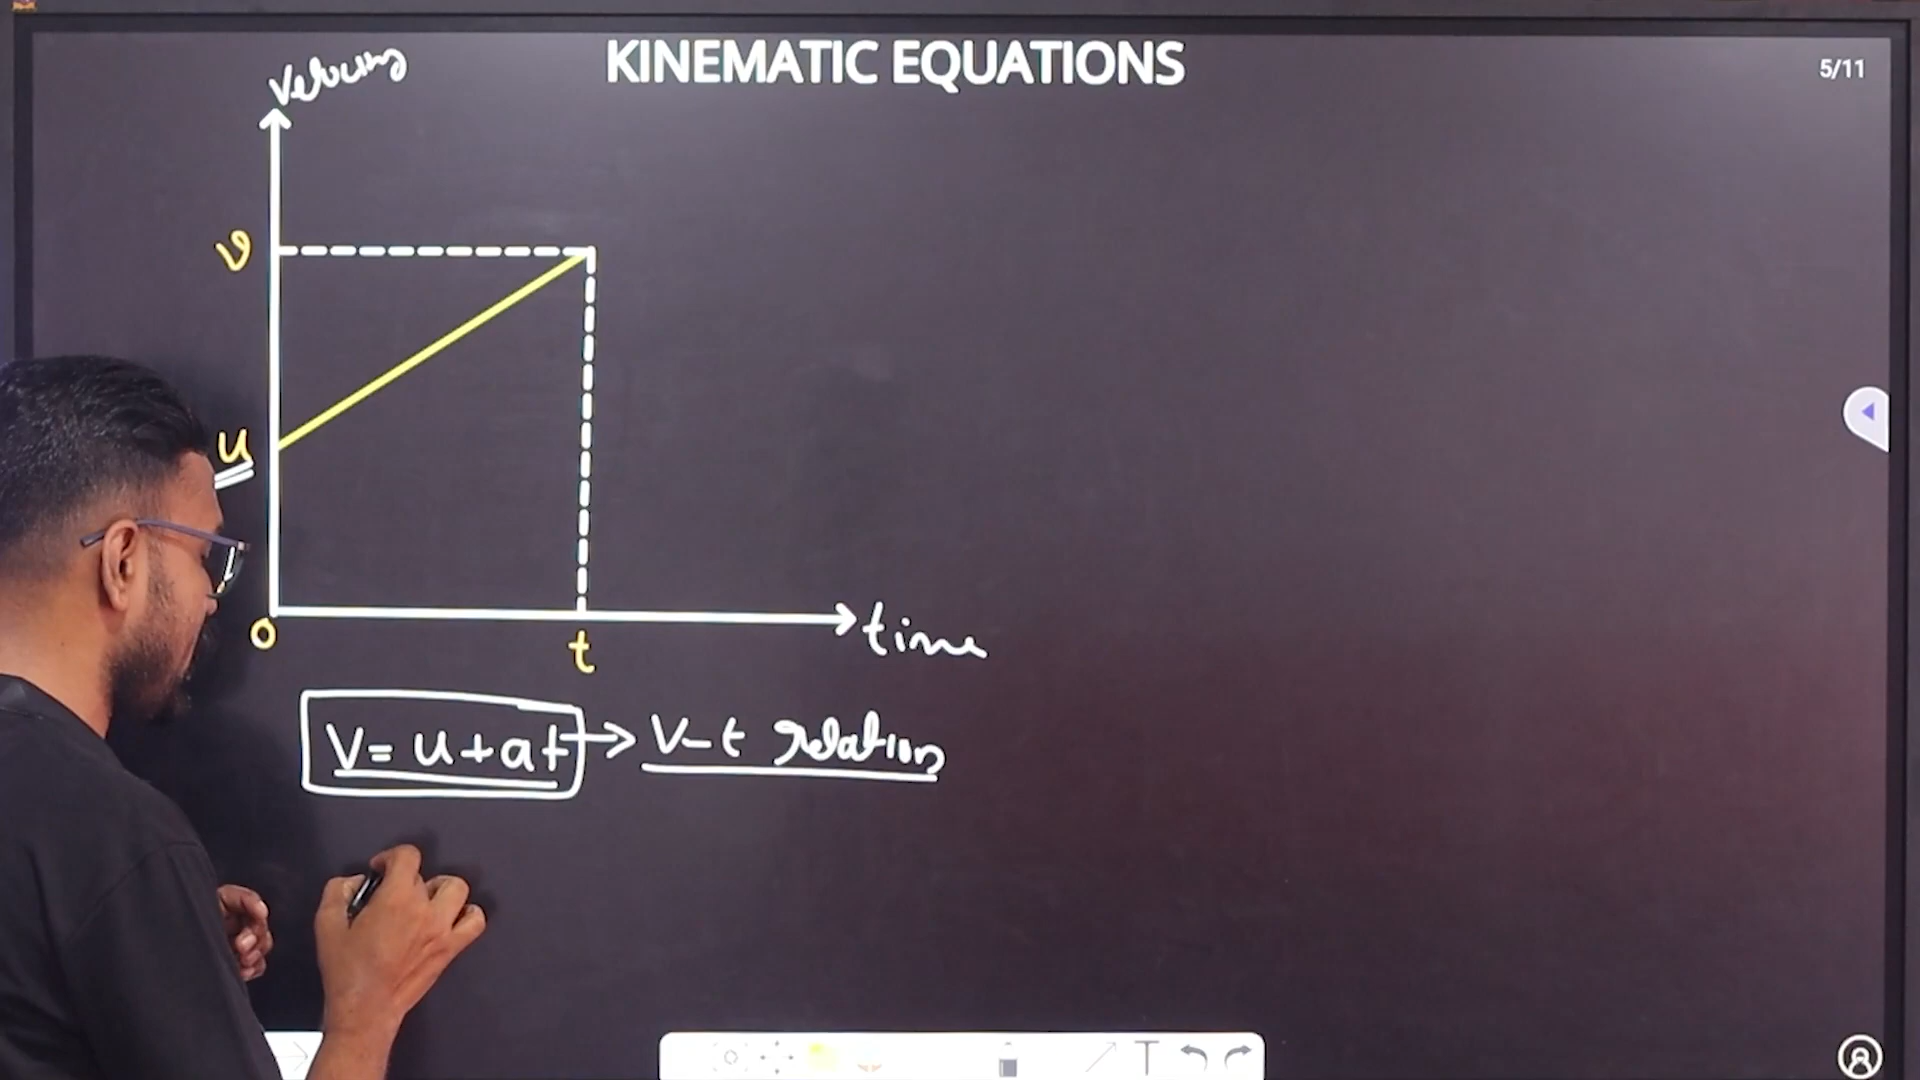 KINEMATIC EQUATIONS
5/11
Velocity
v
u
0
t
time
V = u + at → V-t relation
T